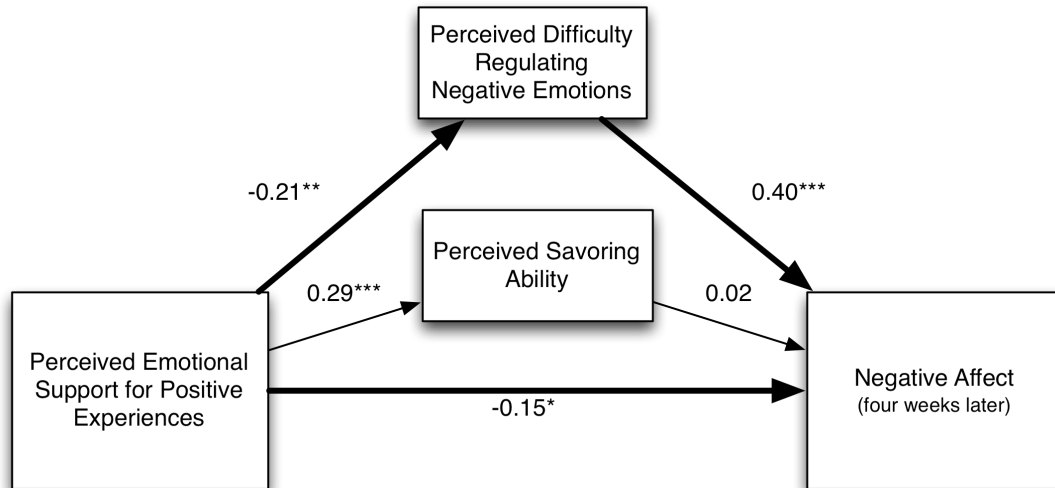 Perceived Difficulty
Regulating
Negative Emotions
-0.21**
0.40***
Perceived Savoring
Ability
0.29***
0.02
Perceived Emotional
Support for Positive
Experiences
-0.15*
Negative Affect
(four weeks later)